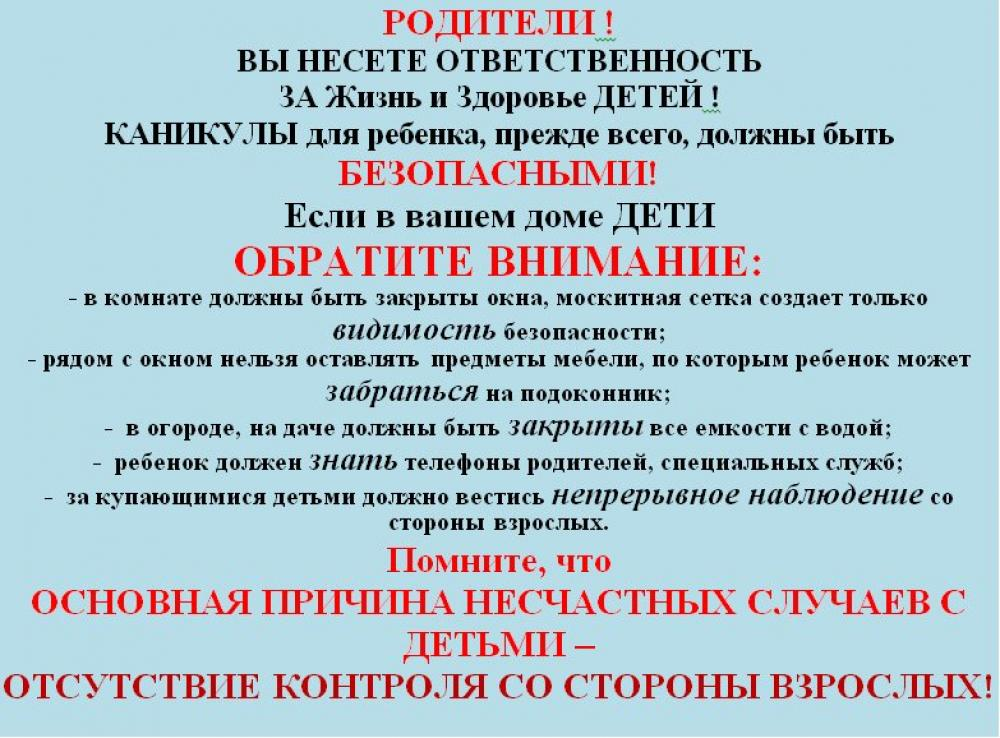 РОДИТЕЛИ !
ВЫ НЕСЕТЕ ОТВЕТСТВЕННОСТЬ
ЗА Жизнь и Здоровье ДЕТЕЙ !
КАНИКУЛЫ для ребенка, прежде всего, должны быть
БЕЗОПАСНЫМИ!
Если в вашем доме ДЕТИ
ОБРАТИТЕ ВНИМАНИЕ:
- в комнате должны быть закрыты окна, москитная сетка создает только
видимость безопасности;
- рядом с окном нельзя оставлять предметы мебели, по которым ребенок может
забраться на подоконник;
- в огороде, на даче должны быть закрыты все емкости с водой;
- ребенок должен знать телефоны родителей, специальных служб;
- за купающимися детьми должно вестись непрерывное наблюдение со
стороны взрослых.
Помните, что
ОСНОВНАЯ ПРИЧИНА НЕСЧАСТНЫХ СЛУЧАЕВ С
ДЕТЬМИ –
ОТСУТСТВИЕ КОНТРОЛЯ СО СТОРОНЫ ВЗРОСЛЫХ!